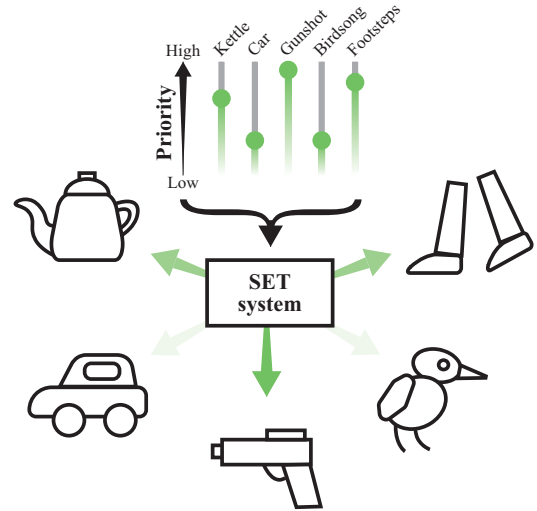 Kettle
Car
Gunshot
Birdsong
Footsteps
High
Priority
Low
SET
system